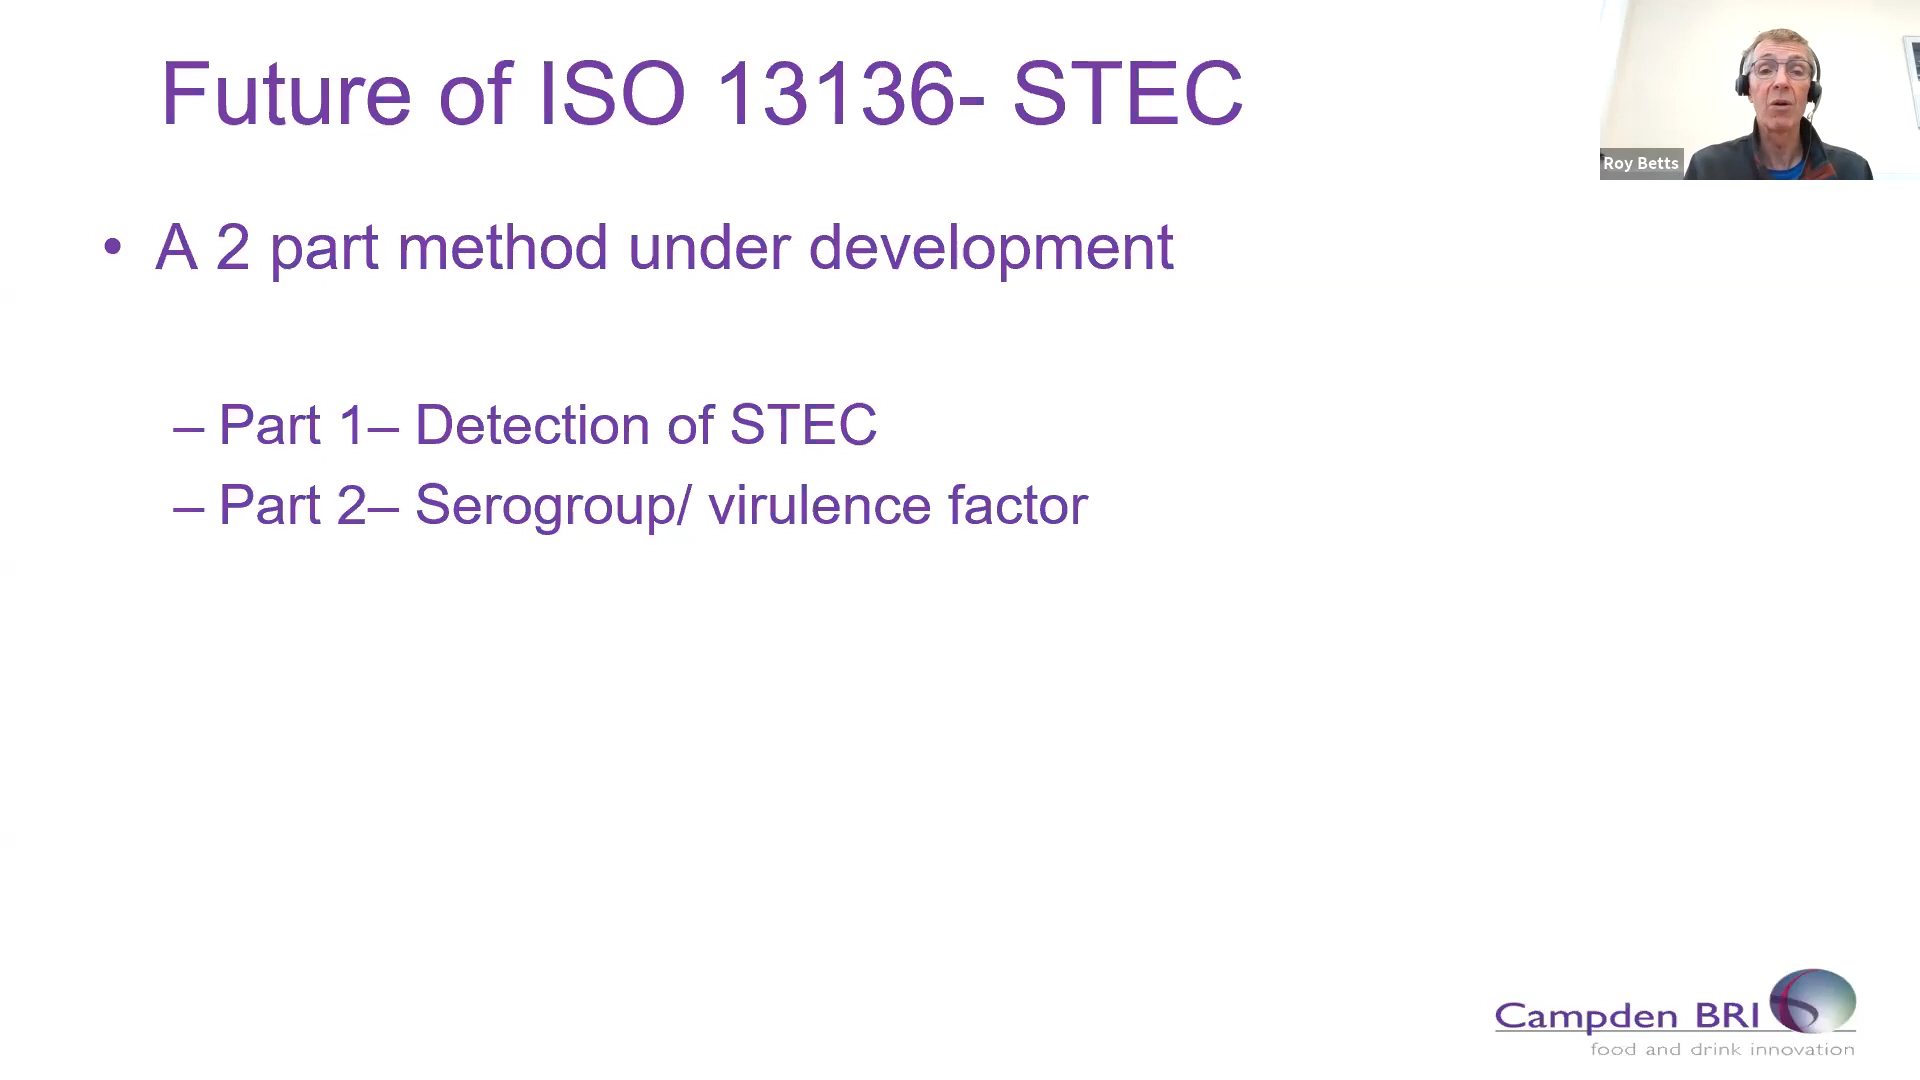 Future of ISO 13136- STEC
Roy Betts
• A 2 part method under development
– Part 1– Detection of STEC
– Part 2– Serogroup/ virulence factor
Campden BRI
food and drink innovation